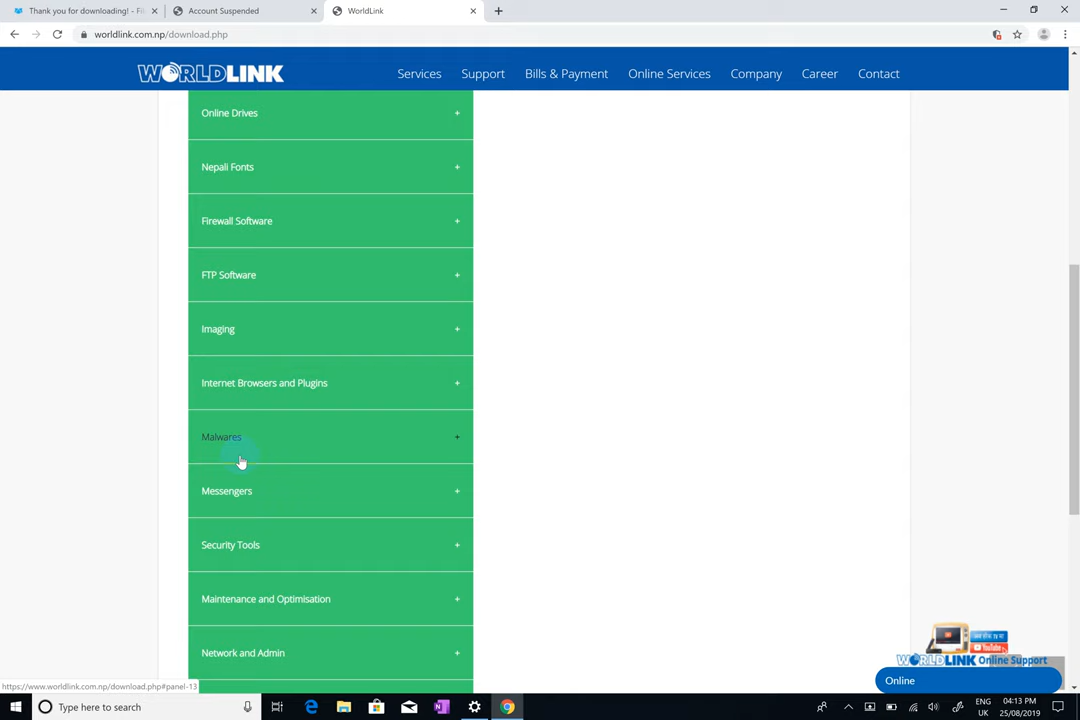 Thank you for downloading! - Fi
Account Suspended
WorldLink
worldlink.com.np/download.php
WORLDLINK
Services
Support
Bills & Payment
Online Services
Company
Career
Contact
Online Drives +
Nepali Fonts +
Firewall Software +
FTP Software +
Imaging +
Internet Browsers and Plugins +
Malwares +
Messengers +
Security Tools +
Maintenance and Optimisation +
Network and Admin +
YouTube
WORLDLINK Online Support
Online
https://www.worldlink.com.np/download.php#panel-13
Type here to search
ENG
UK
04:13 PM
25/08/2019